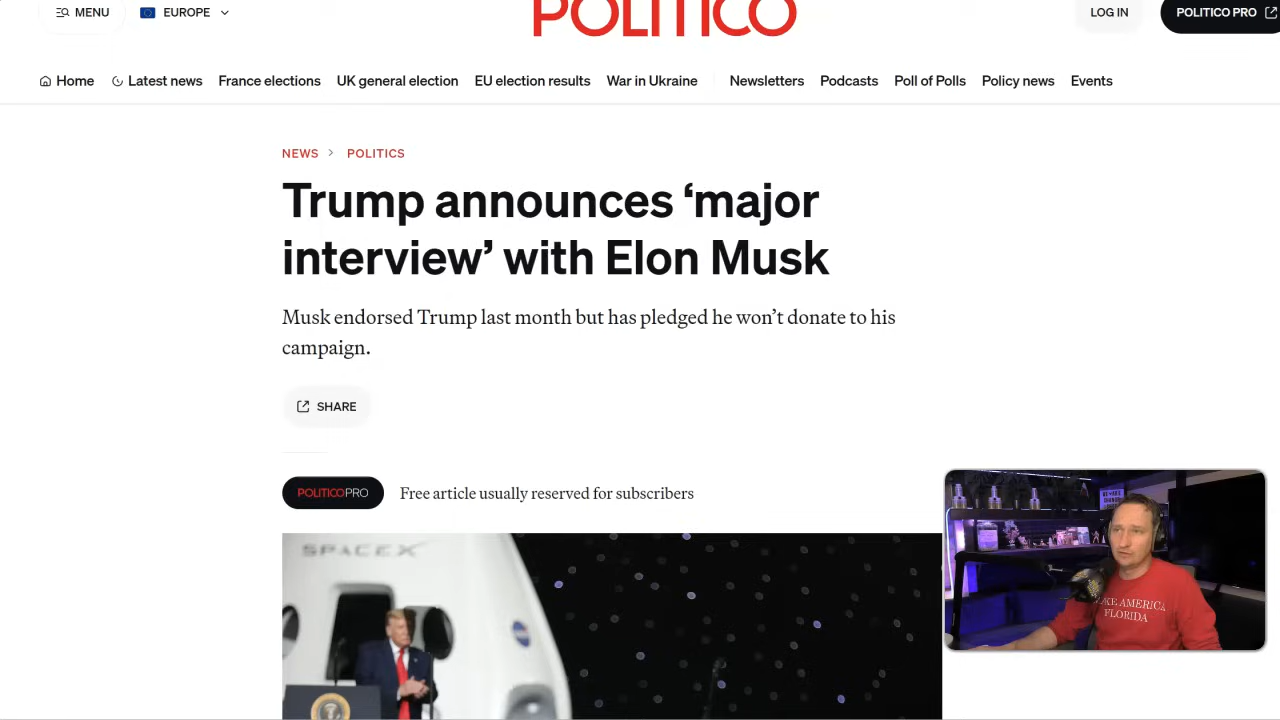 MENU
EUROPE
POLITICO
LOG IN
POLITICO PRO
Home
Latest news
France elections
UK general election
EU election results
War in Ukraine
Newsletters
Podcasts
Poll of Polls
Policy news
Events
NEWS
POLITICS
Trump announces ‘major
interview’ with Elon Musk
Musk endorsed Trump last month but has pledged he won’t donate to his
campaign.
SHARE
POLITICOPRO
Free article usually reserved for subscribers
SPACEX
AMERICA
FLORIDA